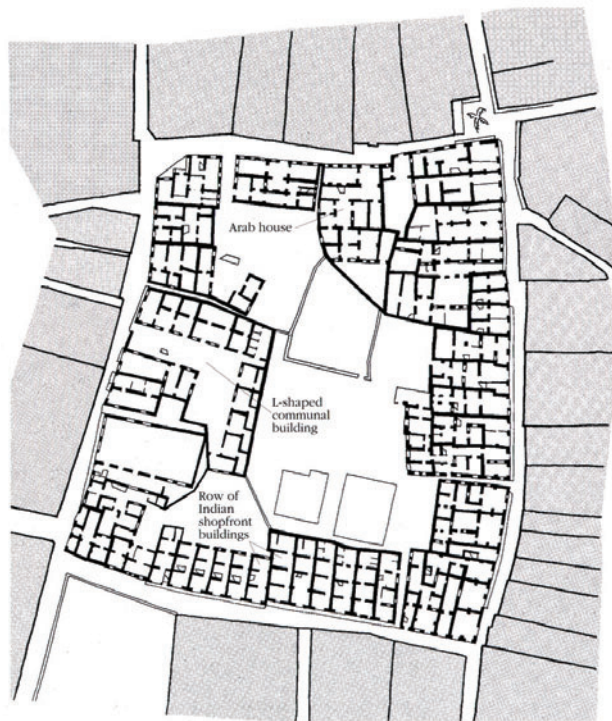 Arab house
L-shaped
communal
building
Row of
Indian
shopfront
buildings